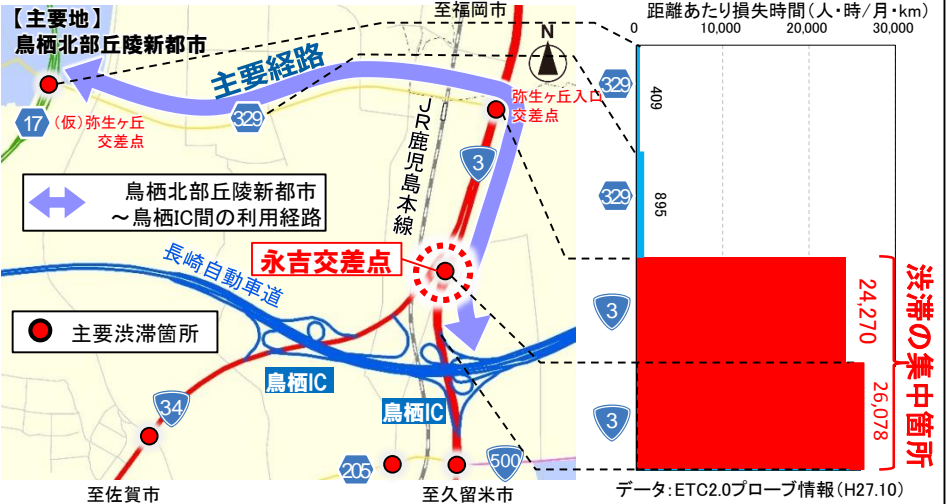 【主要地】
鳥栖北部丘陵新都市
至福岡市
主要経路
N
17
(仮)弥生ヶ丘
交差点
329
弥生ヶ丘入口
交差点
JR鹿児島本線
3
鳥栖北部丘陵新都市
～鳥栖IC間の利用経路
永吉交差点
長崎自動車道
主要渋滞箇所
鳥栖IC
鳥栖IC
34
205
500
至佐賀市
至久留米市
距離あたり損失時間(人・時/月・km)
0
10,000
20,000
30,000
329
409
329
895
3
24,270
3
26,078
渋滞の集中箇所
データ：ETC2.0プローブ情報(H27.10)